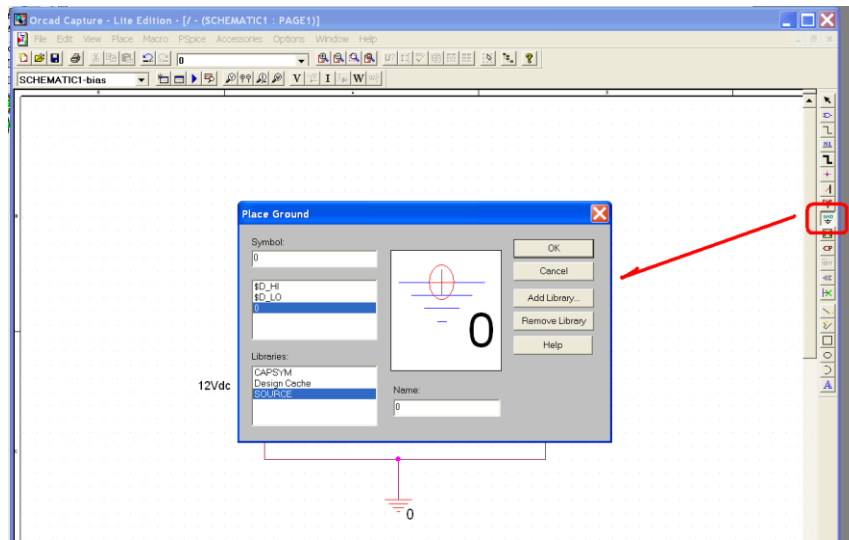 Orcad Capture - Lite Edition - [/ - (SCHEMATIC1 : PAGE1)]
File Edit View Place Macro PSpice Accessories Options Window Help
0
SCHEMATIC1-bias
V I W
Place Ground
Symbol:
0
$D_HI
$D_LO
0
Libraries:
CAPSYM
Design Cache
SOURCE
0
Name:
0
OK
Cancel
Add Library...
Remove Library
Help
12Vdc
0
N1
GND
A